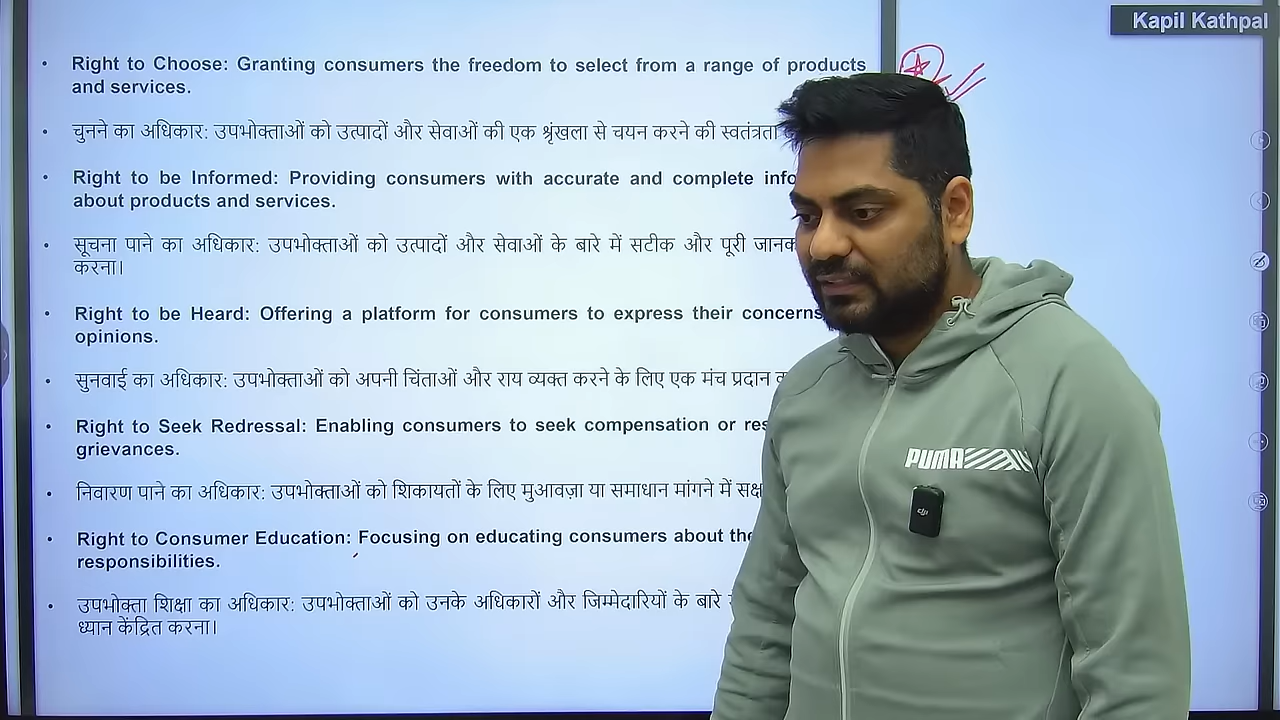 Kapil Kathpal
• Right to Choose: Granting consumers the freedom to select from a range of products
and services.
• चुनने का अधिकार: उपभोक्ताओं को उत्पादों और सेवाओं की एक श्रृंखला से चयन करने की स्वतंत्रता
• Right to be Informed: Providing consumers with accurate and complete
about products and services.
• सूचना पाने का अधिकार: उपभोक्ताओं को उत्पादों और सेवाओं के बारे में सटीक और पूरी
करना।
• Right to be Heard: Offering a platform for consumers to express their concerns
opinions.
• सुनवाई का अधिकार: उपभोक्ताओं को अपनी चिंताओं और राय व्यक्त करने के लिए एक मंच प्रदान
• Right to Seek Redressal: Enabling consumers to seek compensation or
grievances.
• निवारण पाने का अधिकार: उपभोक्ताओं को शिकायतों के लिए मुआवज़ा या समाधान मांगने में
• Right to Consumer Education: Focusing on educating consumers about
responsibilities.
• उपभोक्ता शिक्षा का अधिकार: उपभोक्ताओं को उनके अधिकारों और जिम्मेदारियों के बारे
ध्यान केंद्रित करना।
PUMA
dji